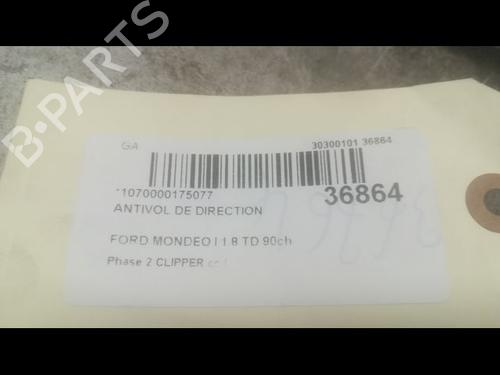 B-PARTS
GA
30300101 36864
*1070000175077
36864
ANTIVOL DE DIRECTION
FORD MONDEO I 1.8 TD 90ch
Phase 2 CLIPPER